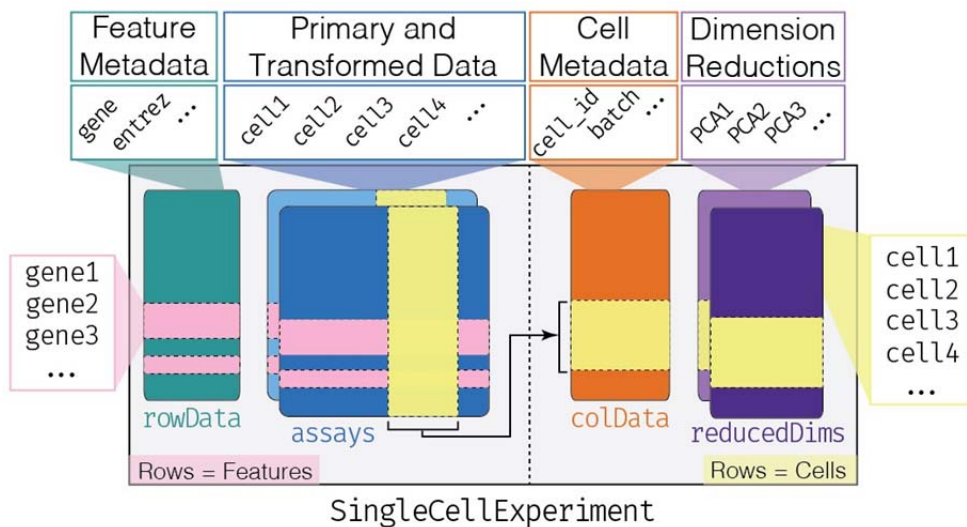 Feature
Metadata
Primary and
Transformed Data
Cell
Metadata
Dimension
Reductions
gene
entrez
...
cell1
cell2
cell3
cell4
...
cell_id
batch
...
PCA1
PCA2
PCA3
...
gene1
gene2
gene3
...
cell1
cell2
cell3
cell4
...
rowData
assays
colData
reducedDims
Rows = Features
Rows = Cells
SingleCellExperiment